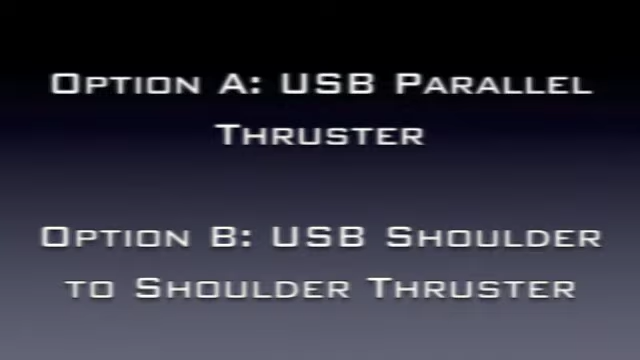 Option A: USB Parallel
Thruster
Option B: USB Shoulder
to Shoulder Thruster